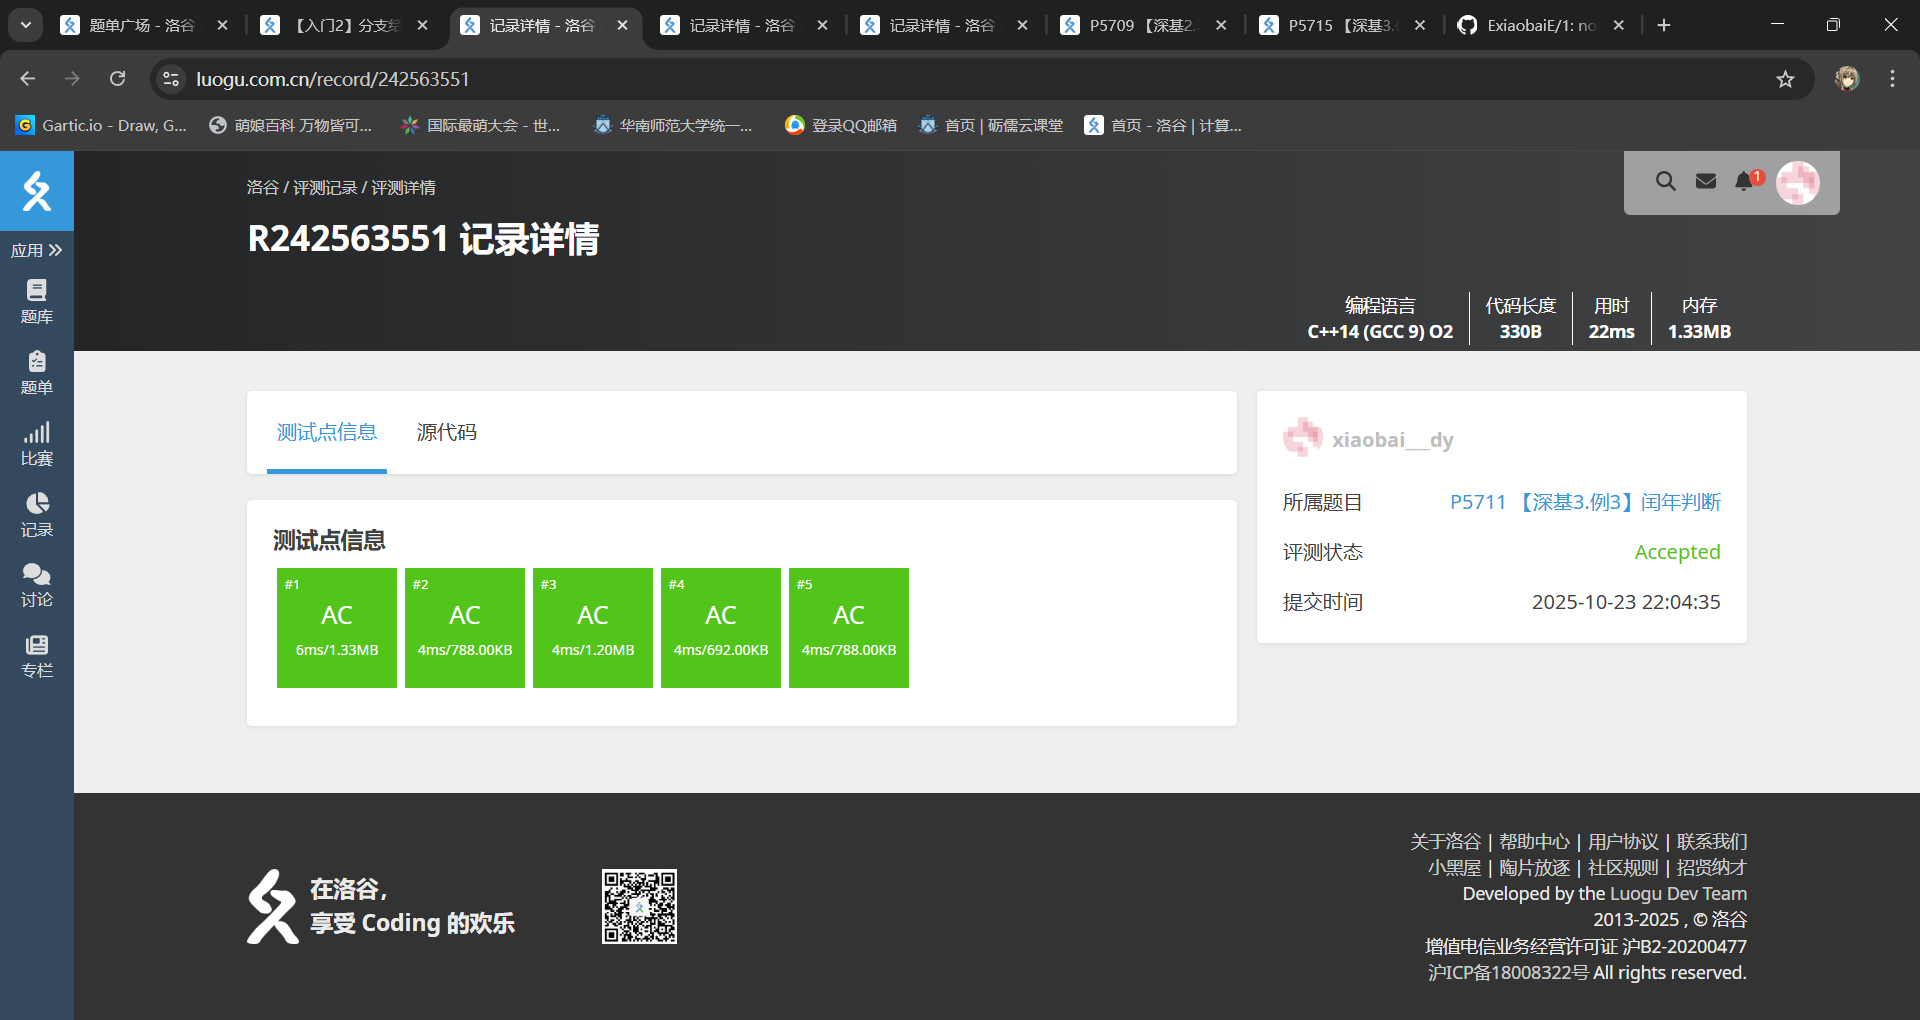 题单广场 - 洛谷
【入门2】分支结
记录详情 - 洛谷
记录详情 - 洛谷
记录详情 - 洛谷
P5709 【深基2.
P5715 【深基3.
ExiaobaiE/1: no
luogu.com.cn/record/242563551
Gartic.io - Draw, G...
萌娘百科 万物皆可...
国际最萌大会 - 世...
华南师范大学统一...
登录QQ邮箱
首页 | 砺儒云课堂
首页 - 洛谷 | 计算...
洛谷 / 评测记录 / 评测详情
1
R242563551 记录详情
应用
题库
题单
比赛
记录
讨论
专栏
编程语言
C++14 (GCC 9) O2
代码长度
330B
用时
22ms
内存
1.33MB
测试点信息
源代码
测试点信息
#1
AC
6ms/1.33MB
#2
AC
4ms/788.00KB
#3
AC
4ms/1.20MB
#4
AC
4ms/692.00KB
#5
AC
4ms/788.00KB
xiaobai___dy
所属题目
P5711 【深基3.例3】闰年判断
评测状态
Accepted
提交时间
2025-10-23 22:04:35
在洛谷,
享受 Coding 的欢乐
关于洛谷 | 帮助中心 | 用户协议 | 联系我们
小黑屋 | 陶片放逐 | 社区规则 | 招贤纳才
Developed by the Luogu Dev Team
2013-2025 , © 洛谷
增值电信业务经营许可证 沪B2-20200477
沪ICP备18008322号 All rights reserved.